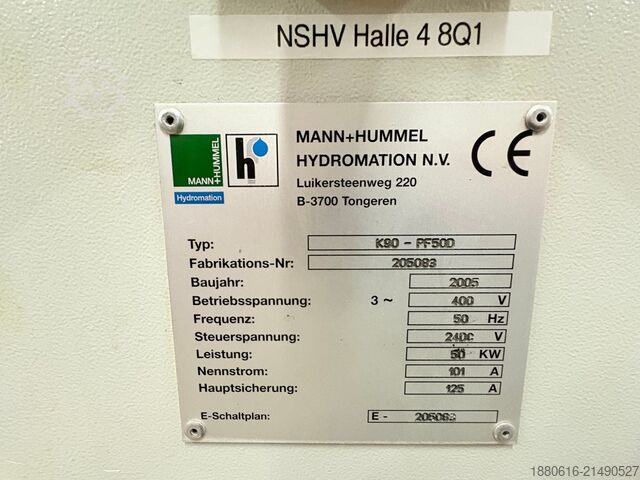 NSHV Halle 4 8Q1
MANN+HUMMEL
Hydromation
h
MANN+HUMMEL
HYDROMATION N.V.
Luikersteenweg 220
B-3700 Tongeren
CE
Typ: K90 - PF50D
Fabrikations-Nr: 205083
Baujahr: 2005
Betriebsspannung: 3 ~ 400 V
Frequenz: 50 Hz
Steuerspannung: 24DC V
Leistung: 50 KW
Nennstrom: 101 A
Hauptsicherung: 125 A
E-Schaltplan: E - 205083
1880616-21490527